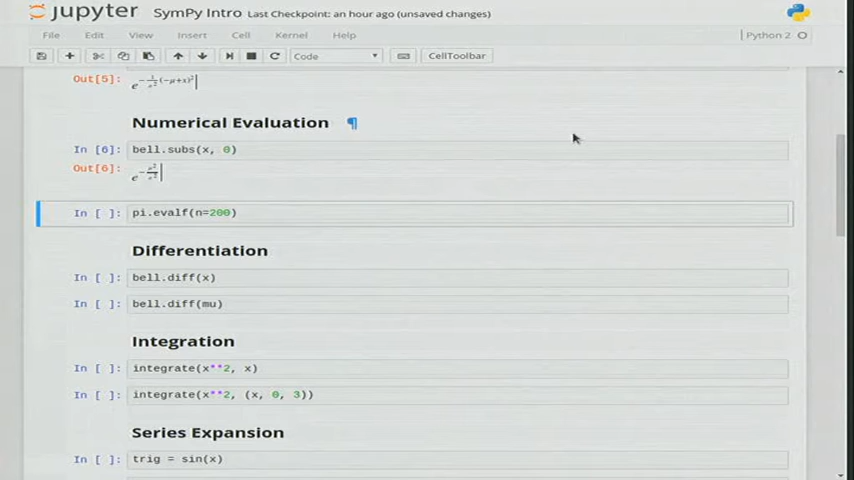 jupyter SymPy Intro Last Checkpoint: an hour ago (unsaved changes)
File Edit View Insert Cell Kernel Help Python 2
Code CellToolbar
Out[5]:
Numerical Evaluation ¶
In [6]: bell.subs(x, 0)
Out[6]:
In [ ]: pi.evalf(n=200)
Differentiation
In [ ]: bell.diff(x)
In [ ]: bell.diff(mu)
Integration
In [ ]: integrate(x**2, x)
In [ ]: integrate(x**2, (x, 0, 3))
Series Expansion
In [ ]: trig = sin(x)